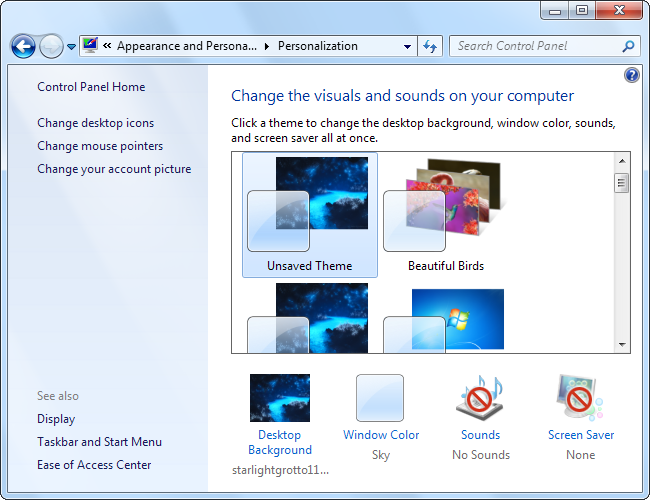 « Appearance and Persona... Personalization
Search Control Panel
Control Panel Home
Change desktop icons
Change mouse pointers
Change your account picture
See also
Display
Taskbar and Start Menu
Ease of Access Center
Change the visuals and sounds on your computer
Click a theme to change the desktop background, window color, sounds,
and screen saver all at once.
Unsaved Theme
Beautiful Birds
Desktop
Background
starlightgrotto11...
Window Color
Sky
Sounds
No Sounds
Screen Saver
None